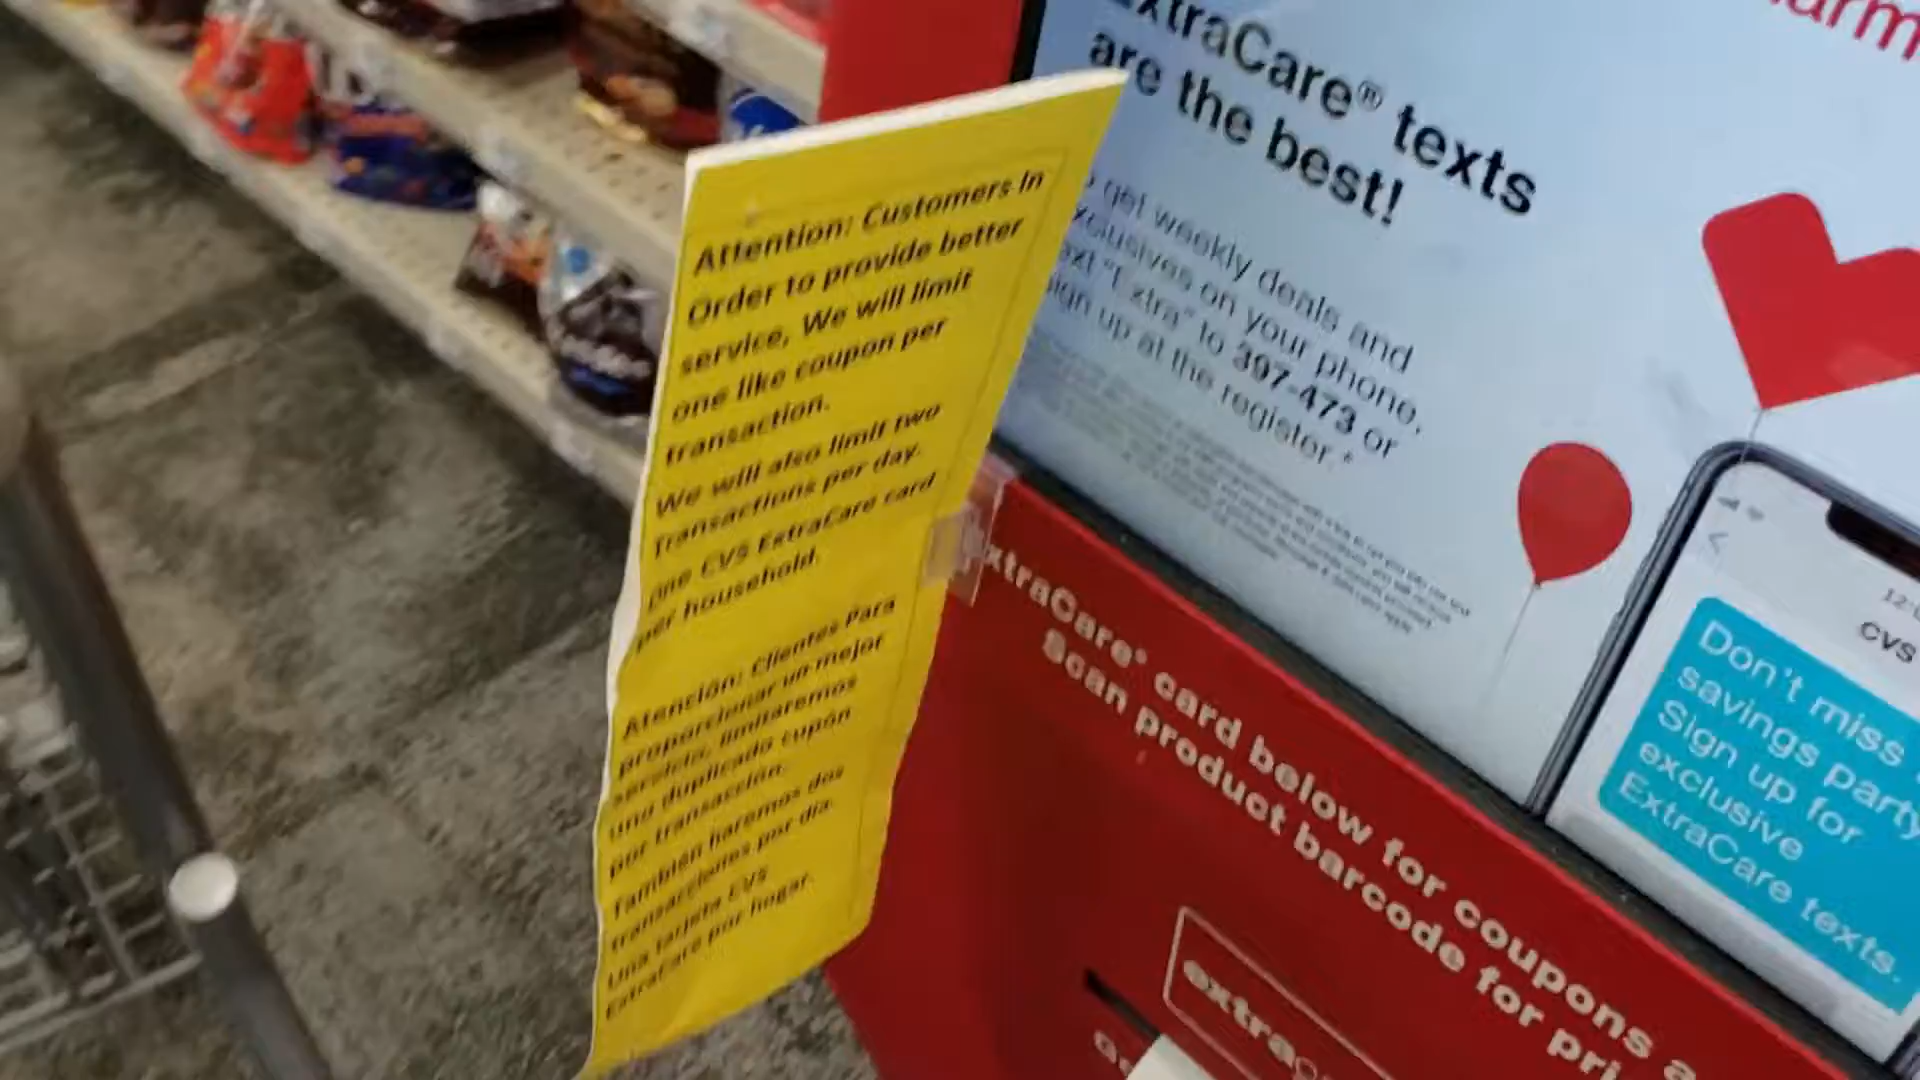 Attention: Customers In
Order to provide better
service, We will limit
one like coupon per
transaction.
We will also limit two
Transactions per day.
One CVS ExtraCare card
per household.
Atención: Clientes Para
proporcionar un mejor
servicio, limitaremos
uno duplicado cupón
por transacción.
También haremos dos
transacciones por día.
Una tarjeta CVS
ExtraCare por hogar.
ExtraCare® texts
are the best!
get weekly deals and
exclusives on your phone,
text "Extra" to 397-473 or
sign up at the register.*
CVS
Don't miss
savings party
Sign up for
exclusive
ExtraCare texts.
ExtraCare® card below for coupons
Scan product barcode for
extra